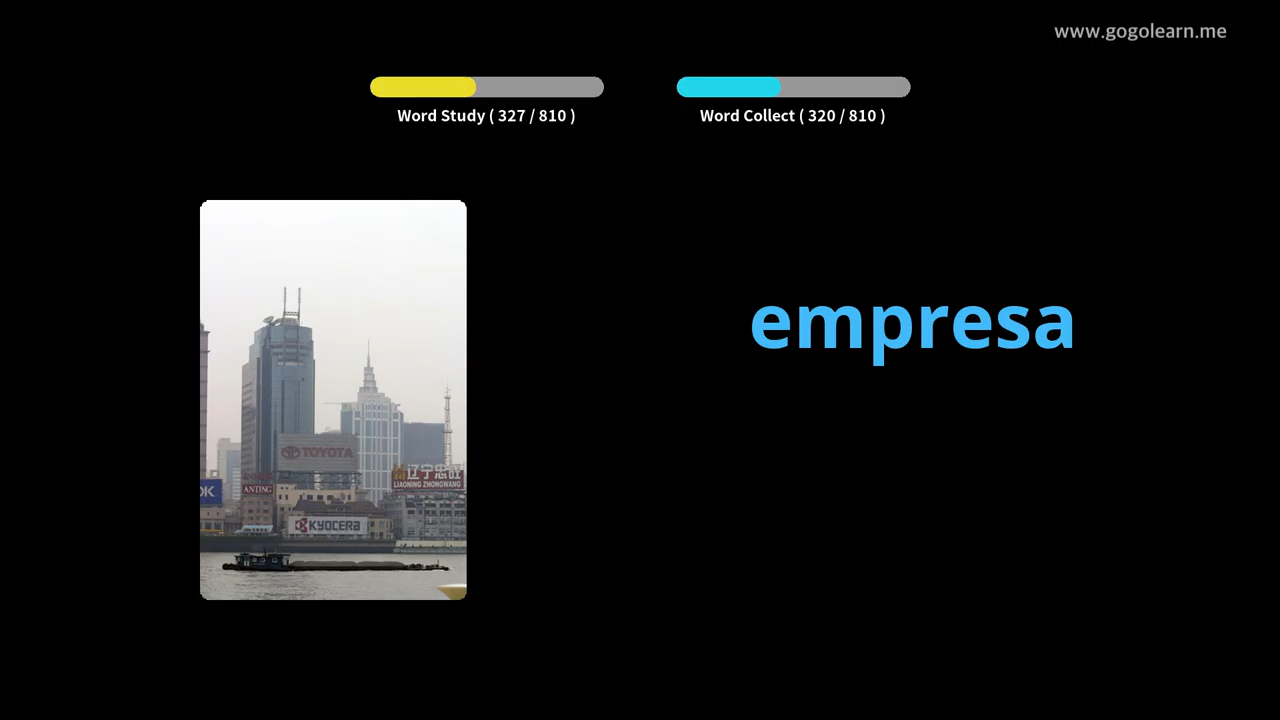 www.gogolearn.me
Word Study ( 327 / 810 )
Word Collect ( 320 / 810 )
empresa
TOYOTA
辽宁忠旺
LIAONING ZHONGWANG
OK
ANTING
KYOCERA